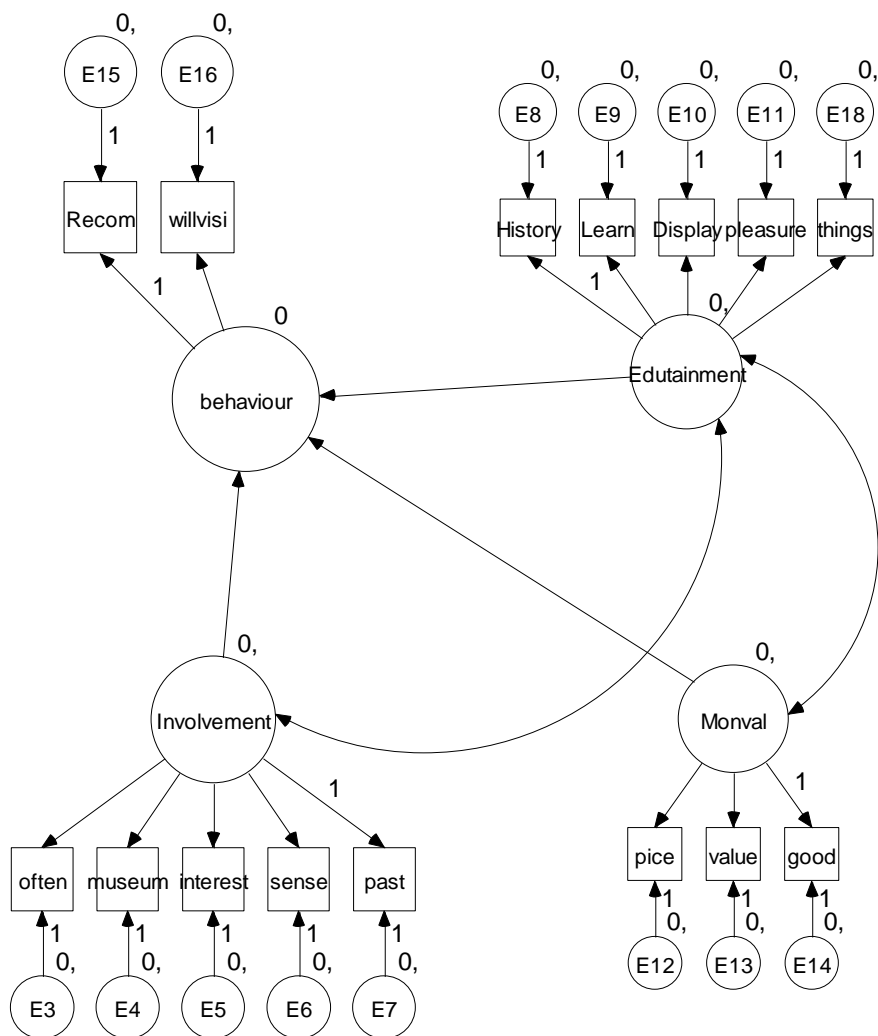 0, 0,
E15 E16
1 1
Recom willvisi
1
0
behaviour
0, 0, 0, 0, 0,
E8 E9 E10 E11 E18
1 1 1 1 1
History Learn Display pleasure things
1
0,
Edutainment
0,
Involvement
1
often museum interest sense past
1 1 1 1 1
0, 0, 0, 0, 0,
E3 E4 E5 E6 E7
0,
Monval
1
pice value good
1 1 1
0, 0, 0,
E12 E13 E14